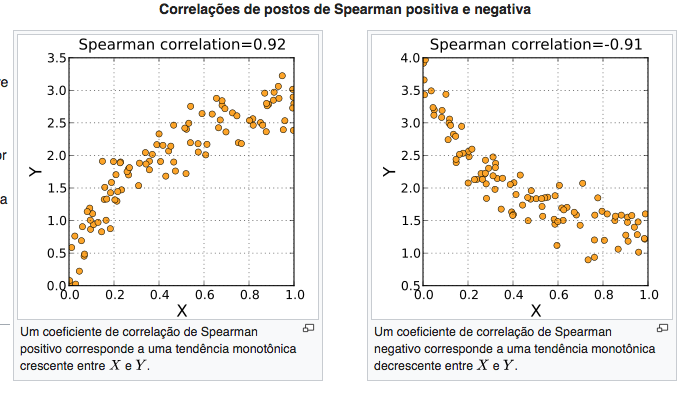 Correlações de postos de Spearman positiva e negativa
Spearman correlation=0.92
3.5
3.0
2.5
2.0
1.5
1.0
0.5
0.0
Y
0.0 0.2 0.4 0.6 0.8 1.0
X
Um coeficiente de correlação de Spearman
positivo corresponde a uma tendência monotônica
crescente entre X e Y.
Spearman correlation=-0.91
4.0
3.5
3.0
2.5
2.0
1.5
1.0
0.5
Y
0.0 0.2 0.4 0.6 0.8 1.0
X
Um coeficiente de correlação de Spearman
negativo corresponde a uma tendência monotônica
decrescente entre X e Y.